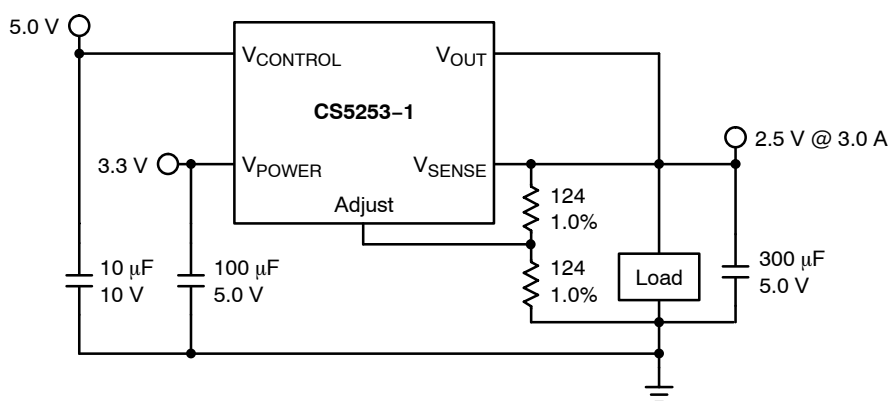 5.0 V
VCONTROL
VOUT
CS5253−1
2.5 V @ 3.0 A
3.3 V
VPOWER
VSENSE
Adjust
124
1.0%
124
1.0%
10 μF
10 V
100 μF
5.0 V
Load
300 μF
5.0 V